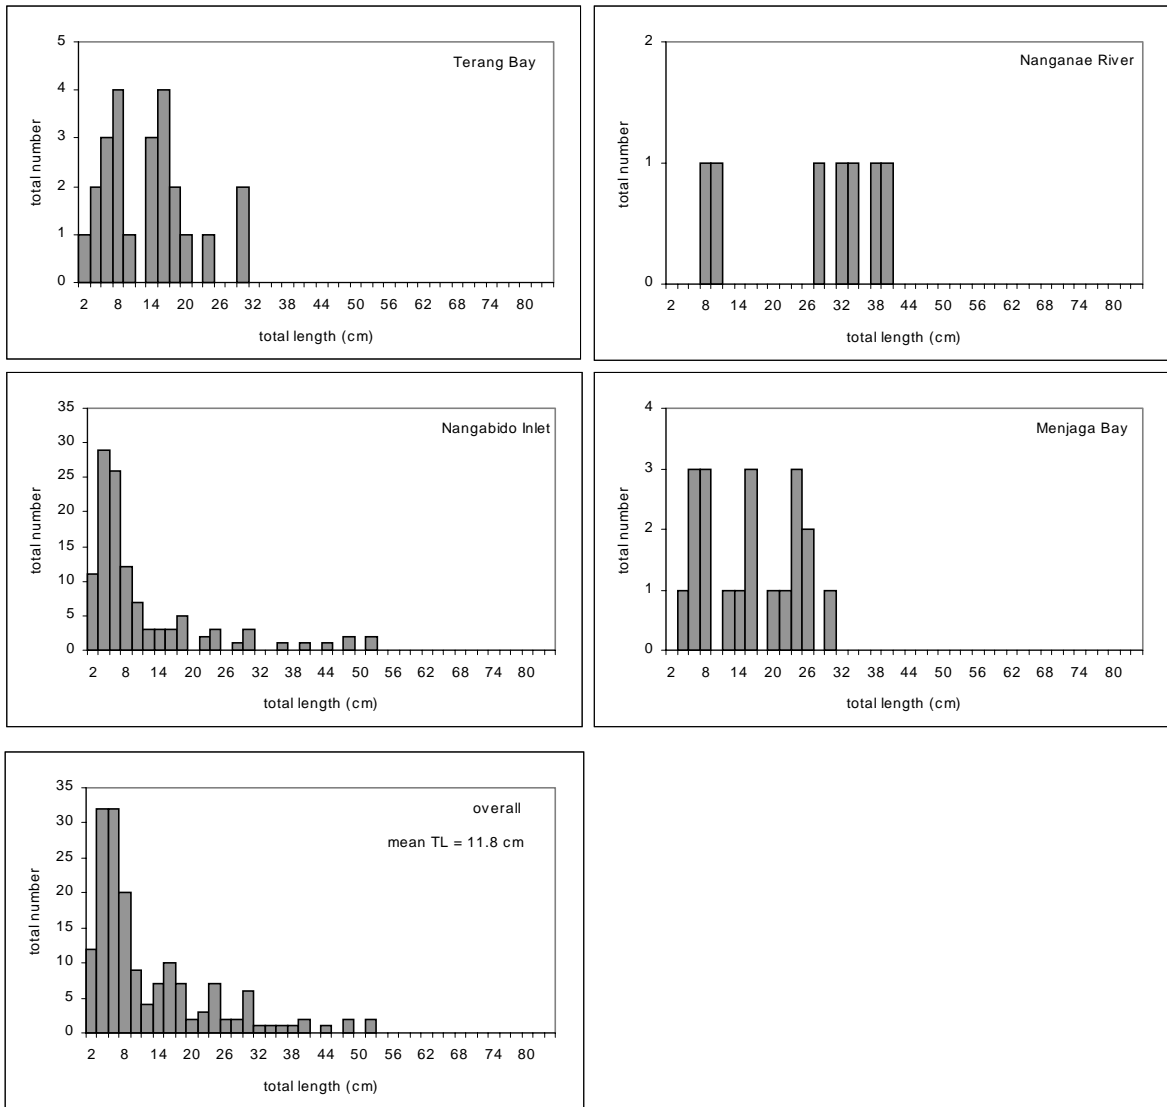 Terang Bay
total number
5
4
3
2
1
0
2 8 14 20 26 32 38 44 50 56 62 68 74 80
total length (cm)
Nanganae River
total number
2
1
0
2 8 14 20 26 32 38 44 50 56 62 68 74 80
total length (cm)
Nangabido Inlet
total number
35
30
25
20
15
10
5
0
2 8 14 20 26 32 38 44 50 56 62 68 74 80
total length (cm)
Menjaga Bay
total number
4
3
2
1
0
2 8 14 20 26 32 38 44 50 56 62 68 74 80
total length (cm)
overall
mean TL = 11.8 cm
total number
35
30
25
20
15
10
5
0
2 8 14 20 26 32 38 44 50 56 62 68 74 80
total length (cm)